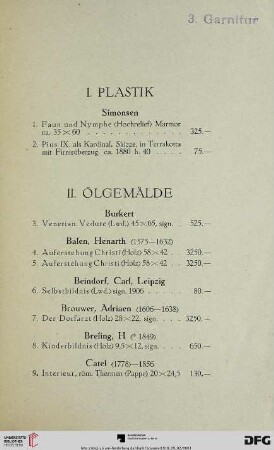 3. Garnitur
I. PLASTIK
Simonsen
1. Faun und Nymphe (Hochrelief) Marmor
ca. 35×60 . . . . . . . . . . . . 325.—
2. Pius IX. als Kardinal, Skizze, in Terrakotta
mit Firnisüberzug, ca. 1880 h. 40 . . . . . 75.—
II. ÖLGEMÄLDE
Burkert
3. Venetian. Vedute (Lwd.) 45×65, sign. . 525.—
Balen, Henarth (1575—1632)
4. Auferstehung Christi (Holz) 58×42 . . 3250.—
5. Auferstehung Christi (Holz) 58×42 . . 3250.—
Beindorf, Carl, Leipzig
6. Selbstbildnis (Lwd.) sign. 1906 . . . . . 80.—
Brouwer, Adriaen (1606—1638)
7. Der Dorfarzt (Holz) 28×22. sign. . . . 3250.—
Breling, H (* 1849)
8. Kinderbildnis (Holz) 9,5×12, sign. . . . 650.—
Catel (1778)—1856
9. Interieur, röm. Thermen (Pappe) 20×24,5 130.—
UNIVERSITÄTS-
BIBLIOTHEK
HEIDELBERG
DFG